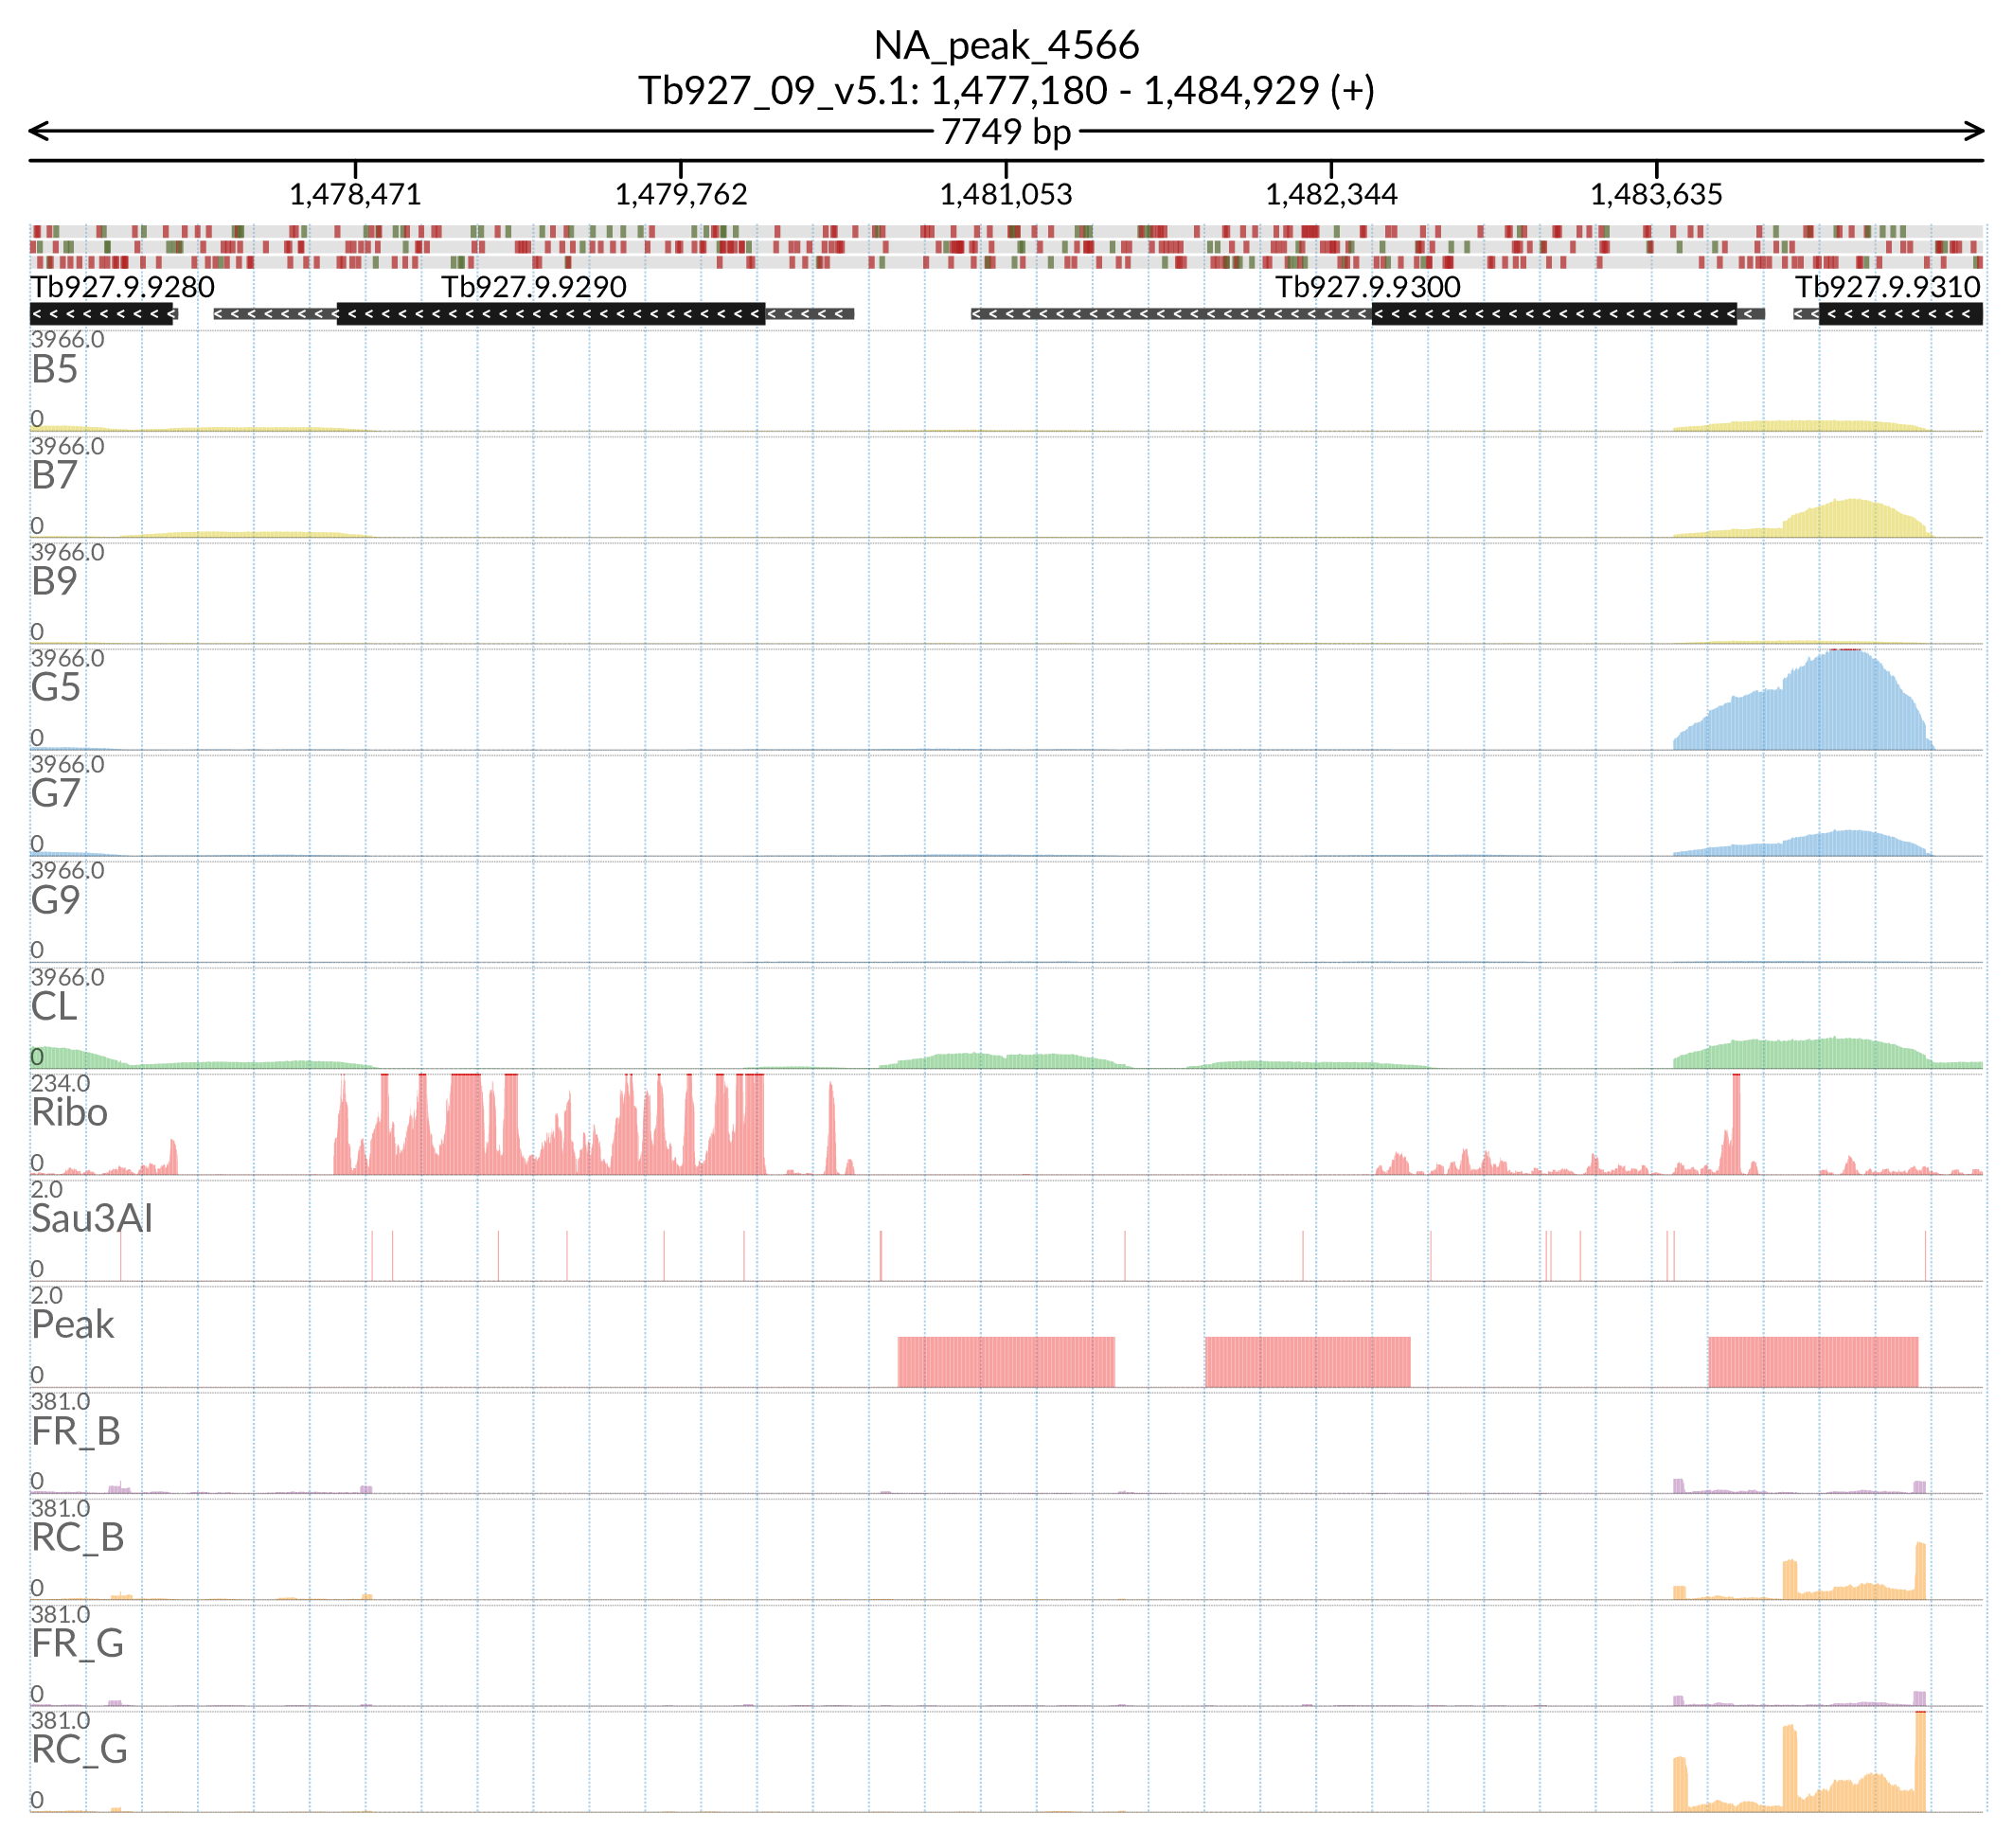 NA_peak_4566
Tb927_09_v5.1: 1,477,180 - 1,484,929 (+)
7749 bp
1,478,471 1,479,762 1,481,053 1,482,344 1,483,635
Tb927.9.9280 Tb927.9.9290 Tb927.9.9300 Tb927.9.9310
3966.0
B5
0
3966.0
B7
0
3966.0
B9
0
3966.0
G5
0
3966.0
G7
0
3966.0
G9
0
3966.0
CL
0
234.0
Ribo
0
2.0
Sau3AI
0
2.0
Peak
0
381.0
FR_B
0
381.0
RC_B
0
381.0
FR_G
0
381.0
RC_G
0